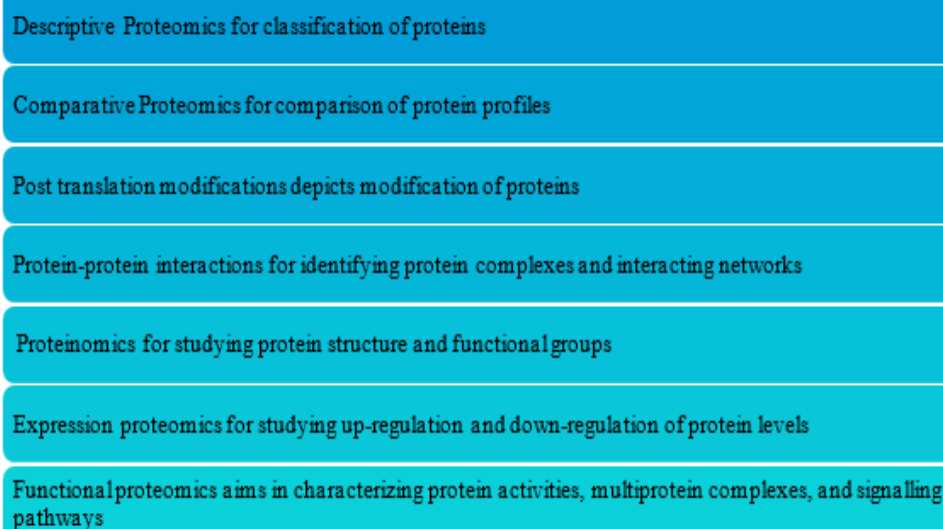 Descriptive Proteomics for classification of proteins
Comparative Proteomics for comparison of protein profiles
Post translation modifications depicts modification of proteins
Protein-protein interactions for identifying protein complexes and interacting networks
Proteinomics for studying protein structure and functional groups
Expression proteomics for studying up-regulation and down-regulation of protein levels
Functional proteomics aims in characterizing protein activities, multiprotein complexes, and signalling
pathways